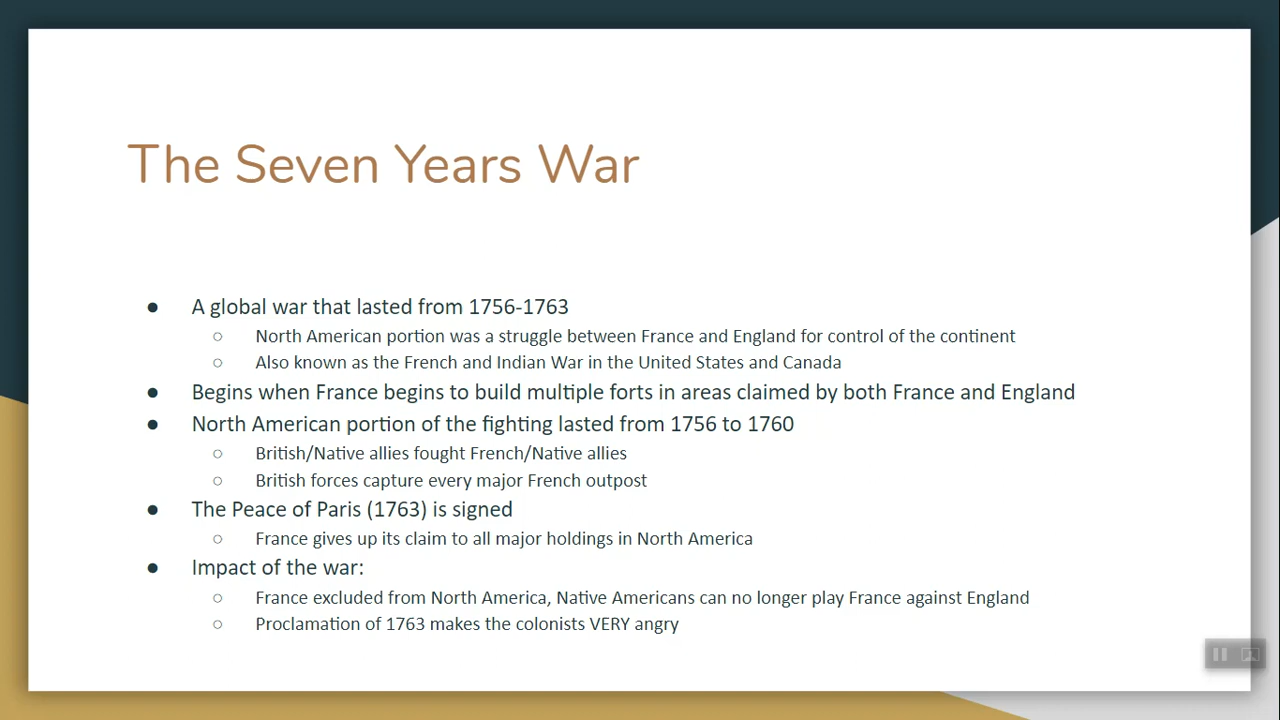 The Seven Years War
● A global war that lasted from 1756-1763
○ North American portion was a struggle between France and England for control of the continent
○ Also known as the French and Indian War in the United States and Canada
● Begins when France begins to build multiple forts in areas claimed by both France and England
● North American portion of the fighting lasted from 1756 to 1760
○ British/Native allies fought French/Native allies
○ British forces capture every major French outpost
● The Peace of Paris (1763) is signed
○ France gives up its claim to all major holdings in North America
● Impact of the war:
○ France excluded from North America, Native Americans can no longer play France against England
○ Proclamation of 1763 makes the colonists VERY angry